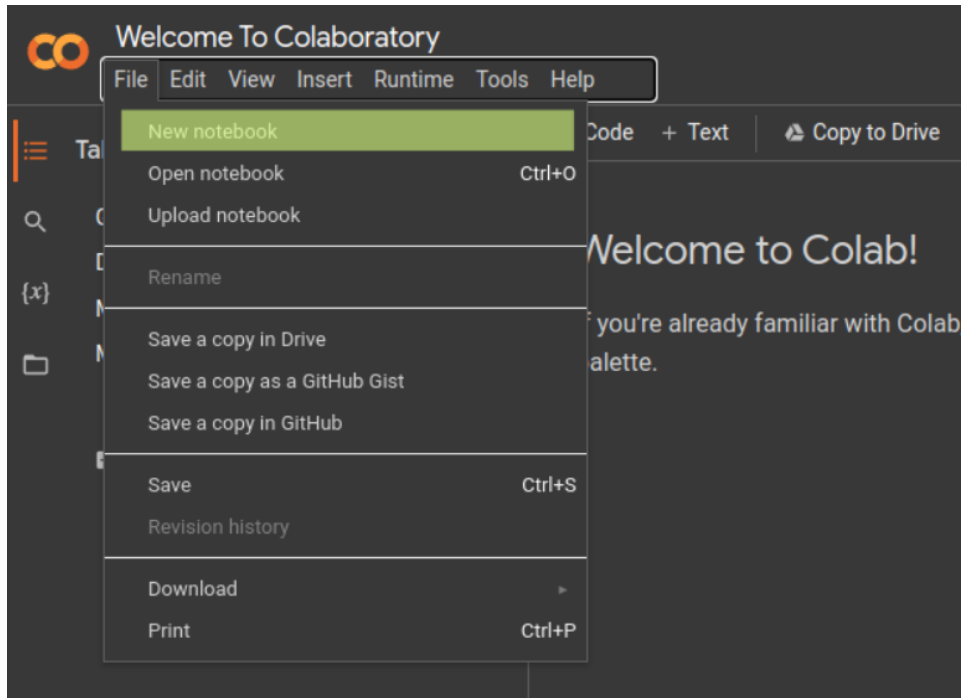 Welcome To Colaboratory
File Edit View Insert Runtime Tools Help
Code + Text Copy to Drive
New notebook
Open notebook Ctrl+O
Upload notebook
Rename
Save a copy in Drive
Save a copy as a GitHub Gist
Save a copy in GitHub
Save Ctrl+S
Revision history
Download
Print Ctrl+P
{x}
Welcome to Colab!
you're already familiar with Colab